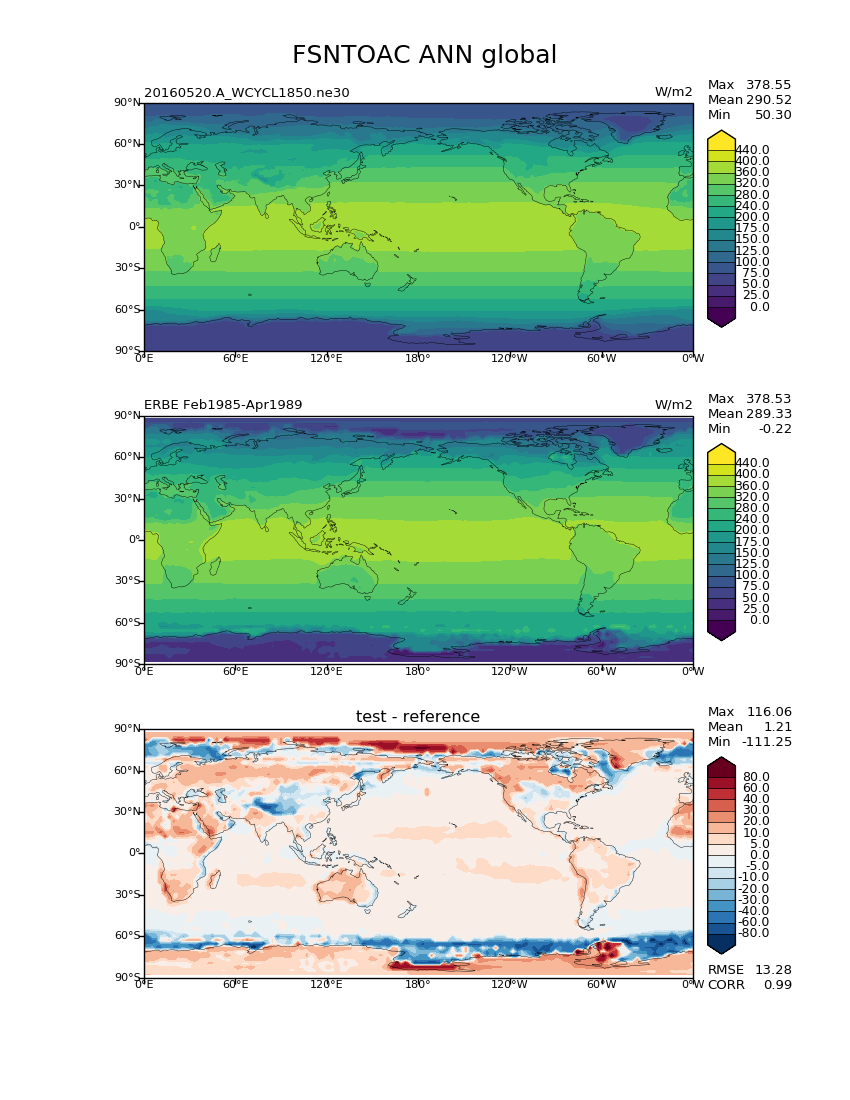 FSNTOAC ANN global
20160520.A_WCYCL1850.ne30 W/m2
Max 378.55
Mean 290.52
Min 50.30
90°N
60°N
30°N
0°
30°S
60°S
90°S
0°E 60°E 120°E 180° 120°W 60°W 0°W
440.0
400.0
360.0
320.0
280.0
240.0
200.0
175.0
150.0
125.0
100.0
75.0
50.0
25.0
0.0
ERBE Feb1985-Apr1989 W/m2
Max 378.53
Mean 289.33
Min -0.22
90°N
60°N
30°N
0°
30°S
60°S
90°S
0°E 60°E 120°E 180° 120°W 60°W 0°W
440.0
400.0
360.0
320.0
280.0
240.0
200.0
175.0
150.0
125.0
100.0
75.0
50.0
25.0
0.0
test - reference
Max 116.06
Mean 1.21
Min -111.25
90°N
60°N
30°N
0°
30°S
60°S
90°S
0°E 60°E 120°E 180° 120°W 60°W 0°W
80.0
60.0
40.0
30.0
20.0
10.0
5.0
0.0
-5.0
-10.0
-20.0
-30.0
-40.0
-60.0
-80.0
RMSE 13.28
CORR 0.99